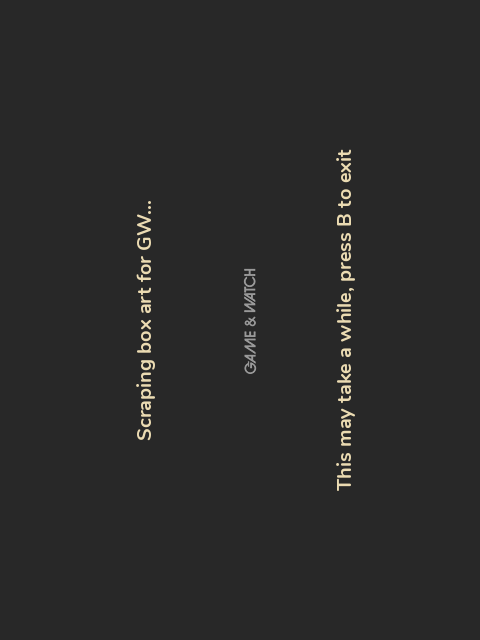 Scraping box art for GW...
GAME & WATCH
This may take a while, press B to exit